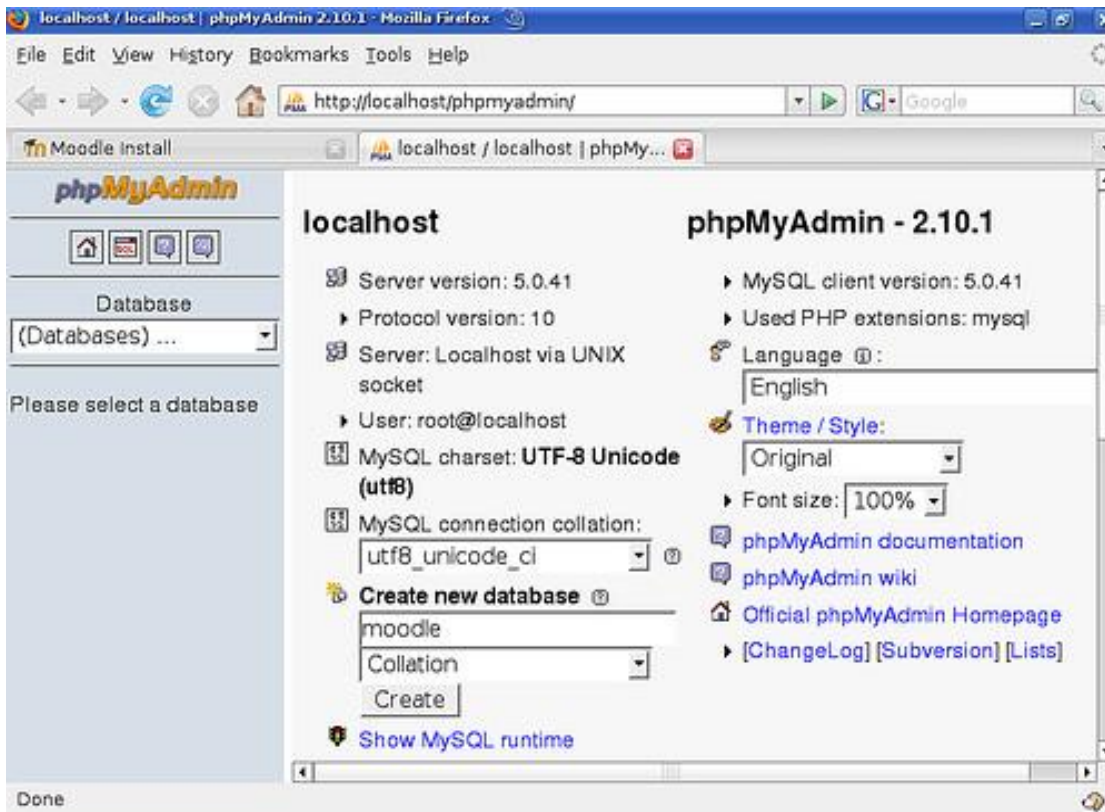 localhost / localhost | phpMyAdmin 2.10.1 - Mozilla Firefox
File Edit View History Bookmarks Tools Help
http://localhost/phpmyadmin/
Google
Moodle Install
localhost / localhost | phpMy...
phpMyAdmin
SQL
Database
(Databases) ...
Please select a database
localhost
Server version: 5.0.41
Protocol version: 10
Server: Localhost via UNIX
socket
User: root@localhost
MySQL charset: UTF-8 Unicode
(utf8)
MySQL connection collation:
utf8_unicode_ci
Create new database
moodle
Collation
Create
Show MySQL runtime
phpMyAdmin - 2.10.1
MySQL client version: 5.0.41
Used PHP extensions: mysql
Language :
English
Theme / Style:
Original
Font size: 100%
phpMyAdmin documentation
phpMyAdmin wiki
Official phpMyAdmin Homepage
[ChangeLog] [Subversion] [Lists]
Done